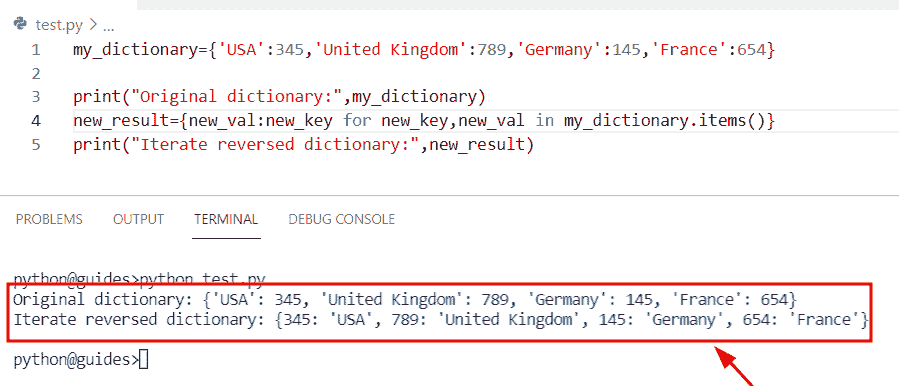 test.py > ...
1 my_dictionary={'USA':345,'United Kingdom':789,'Germany':145,'France':654}
2
3 print("Original dictionary:",my_dictionary)
4 new_result={new_val:new_key for new_key,new_val in my_dictionary.items()}
5 print("Iterate reversed dictionary:",new_result)
PROBLEMS OUTPUT TERMINAL DEBUG CONSOLE
python@guides>python test.py
Original dictionary: {'USA': 345, 'United Kingdom': 789, 'Germany': 145, 'France': 654}
Iterate reversed dictionary: {345: 'USA', 789: 'United Kingdom', 145: 'Germany', 654: 'France'}
python@guides>